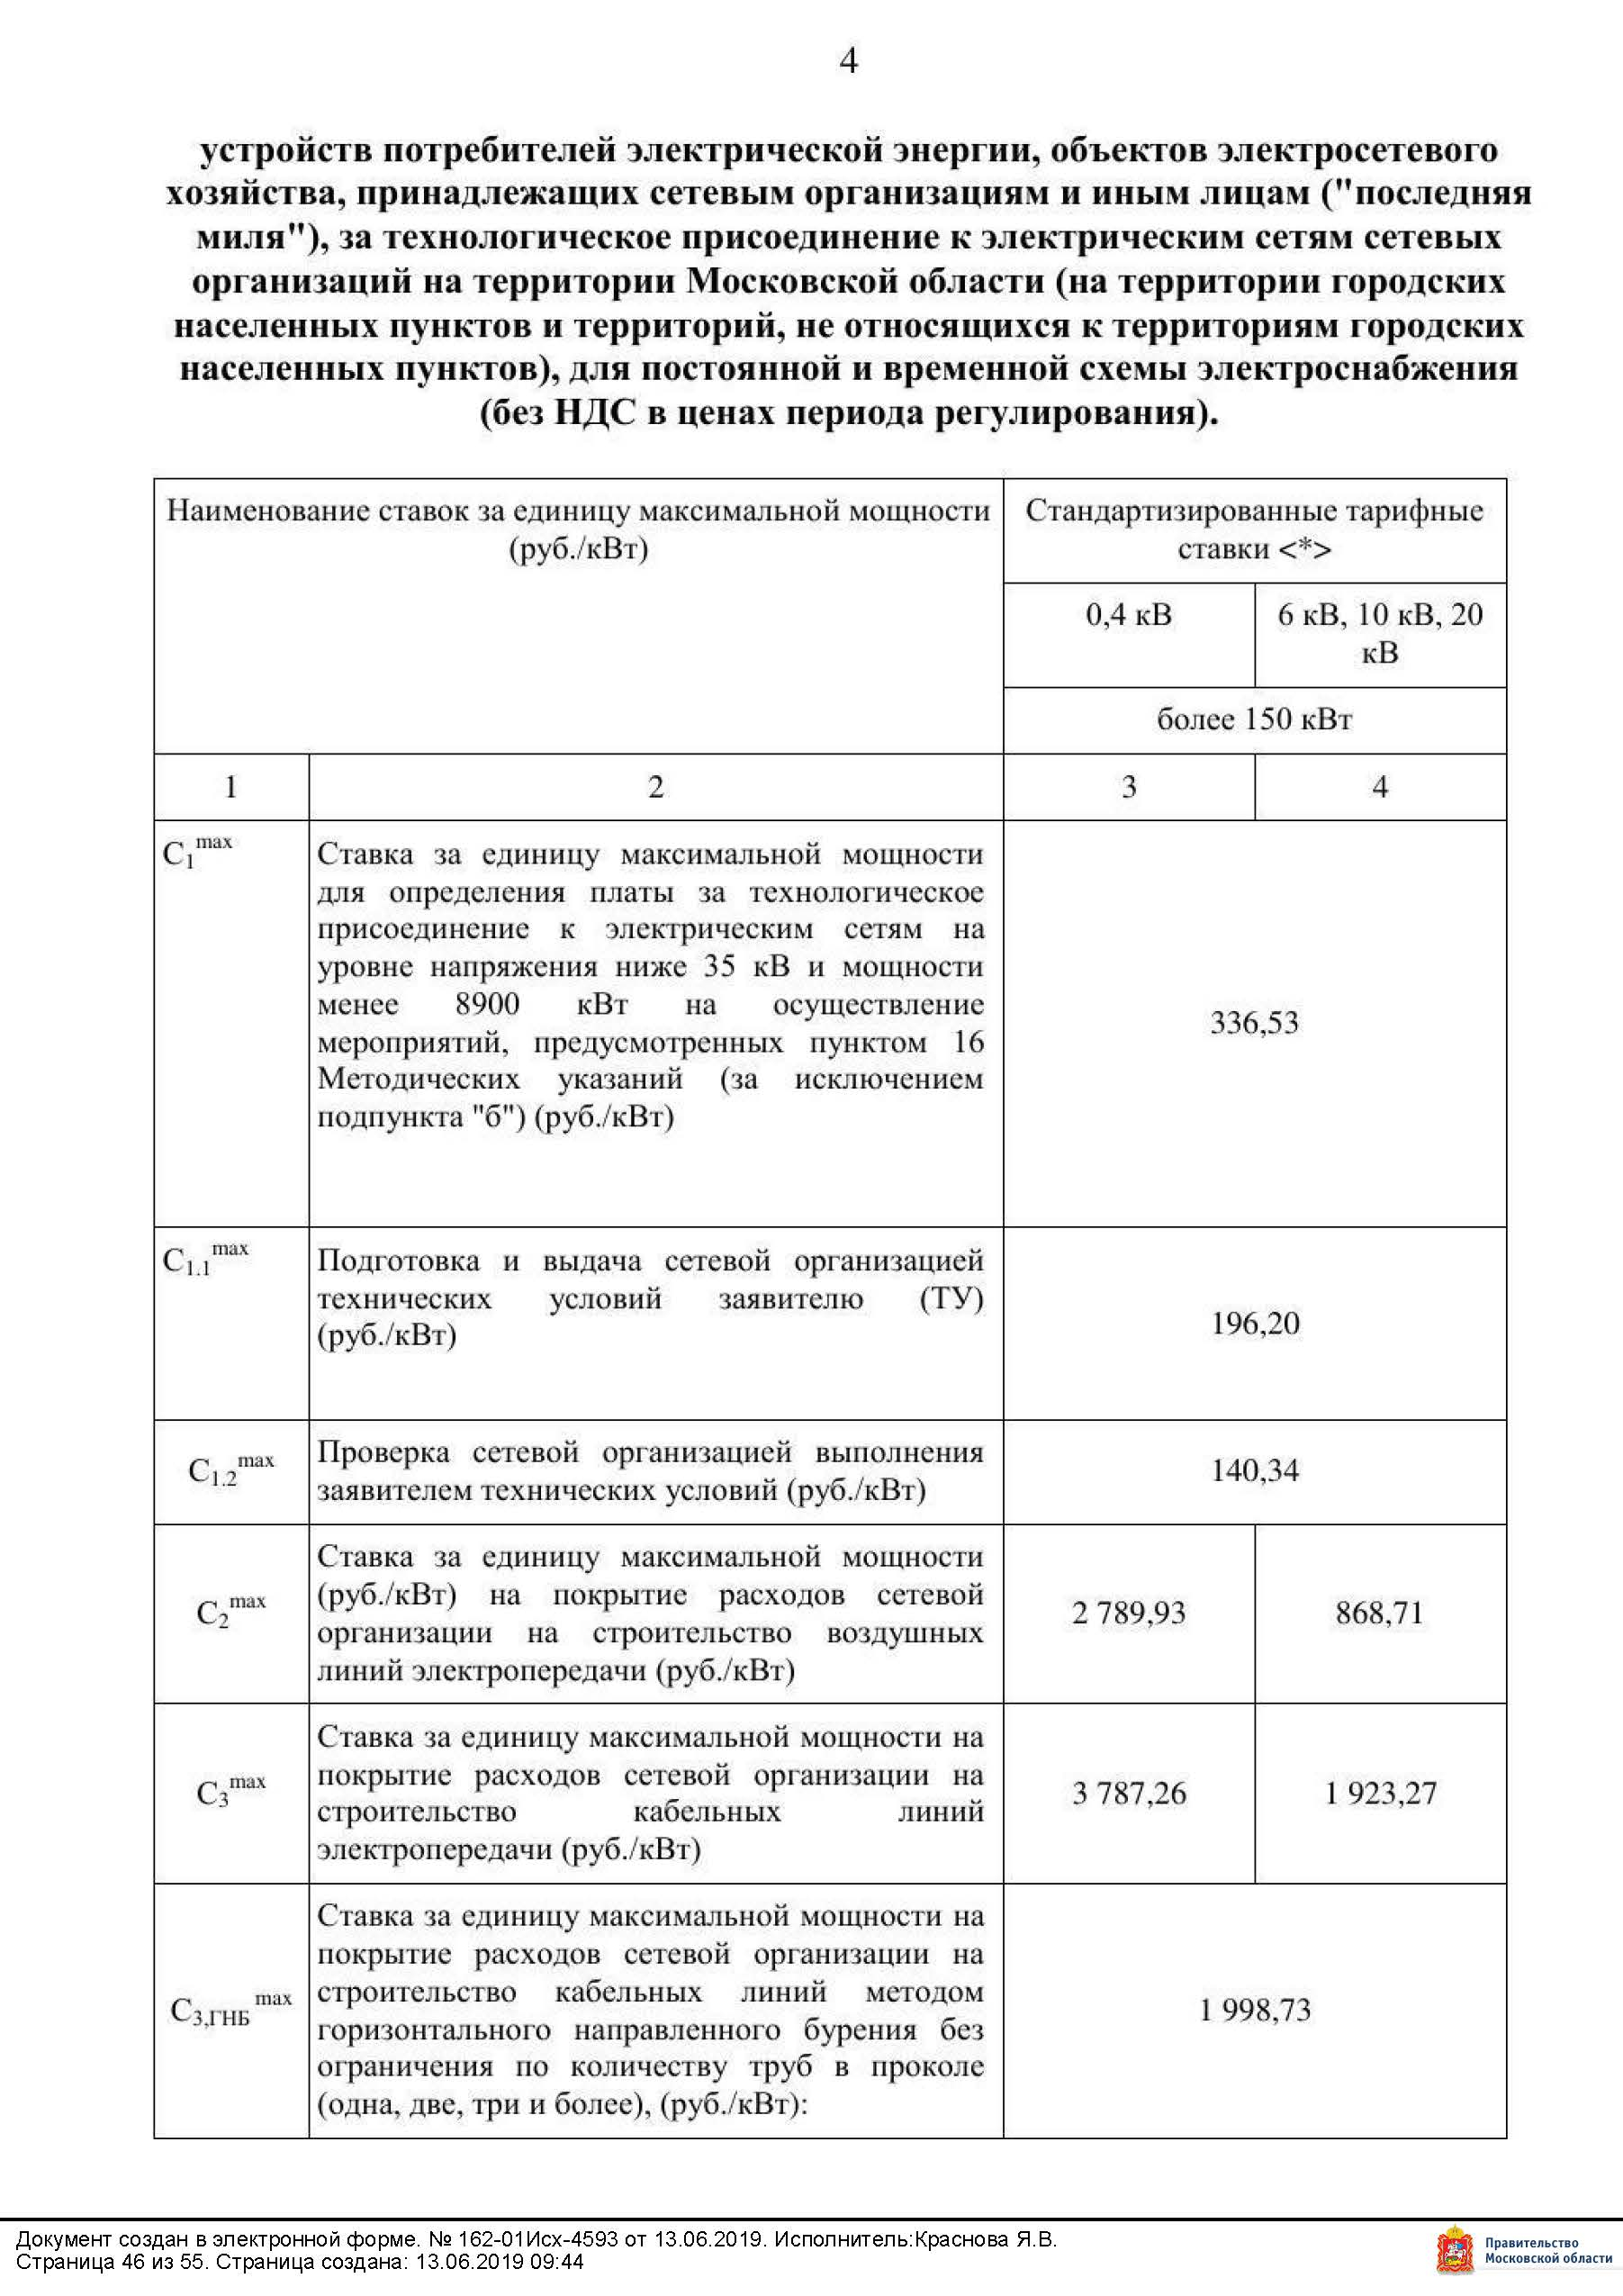 4
устройств потребителей электрической энергии, объектов электросетевого
хозяйства, принадлежащих сетевым организациям и иным лицам ("последняя
миля"), за технологическое присоединение к электрическим сетям сетевых
организаций на территории Московской области (на территории городских
населенных пунктов и территорий, не относящихся к территориям городских
населенных пунктов), для постоянной и временной схемы электроснабжения
(без НДС в ценах периода регулирования).
Наименование ставок за единицу максимальной мощности
(руб./кВт)
Стандартизированные тарифные
ставки <*>
0,4 кВ
6 кВ, 10 кВ, 20
кВ
более 150 кВт
1
2
3
4
C1 max
Ставка за единицу максимальной мощности
для определения платы за технологическое
присоединение к электрическим сетям на
уровне напряжения ниже 35 кВ и мощности
менее 8900 кВт на осуществление
мероприятий, предусмотренных пунктом 16
Методических указаний (за исключением
подпункта "б") (руб./кВт)
336,53
C1.1 max
Подготовка и выдача сетевой организацией
технических условий заявителю (ТУ)
(руб./кВт)
196,20
C1.2 max
Проверка сетевой организацией выполнения
заявителем технических условий (руб./кВт)
140,34
C2 max
Ставка за единицу максимальной мощности
(руб./кВт) на покрытие расходов сетевой
организации на строительство воздушных
линий электропередачи (руб./кВт)
2 789,93
868,71
C3 max
Ставка за единицу максимальной мощности на
покрытие расходов сетевой организации на
строительство кабельных линий
электропередачи (руб./кВт)
3 787,26
1 923,27
C3,ГНБ max
Ставка за единицу максимальной мощности на
покрытие расходов сетевой организации на
строительство кабельных линий методом
горизонтального направленного бурения без
ограничения по количеству труб в проколе
(одна, две, три и более), (руб./кВт):
1 998,73
Документ создан в электронной форме. № 162-01Исх-4593 от 13.06.2019. Исполнитель:Краснова Я.В.
Страница 46 из 55. Страница создана: 13.06.2019 09:44
Правительство
Московской области